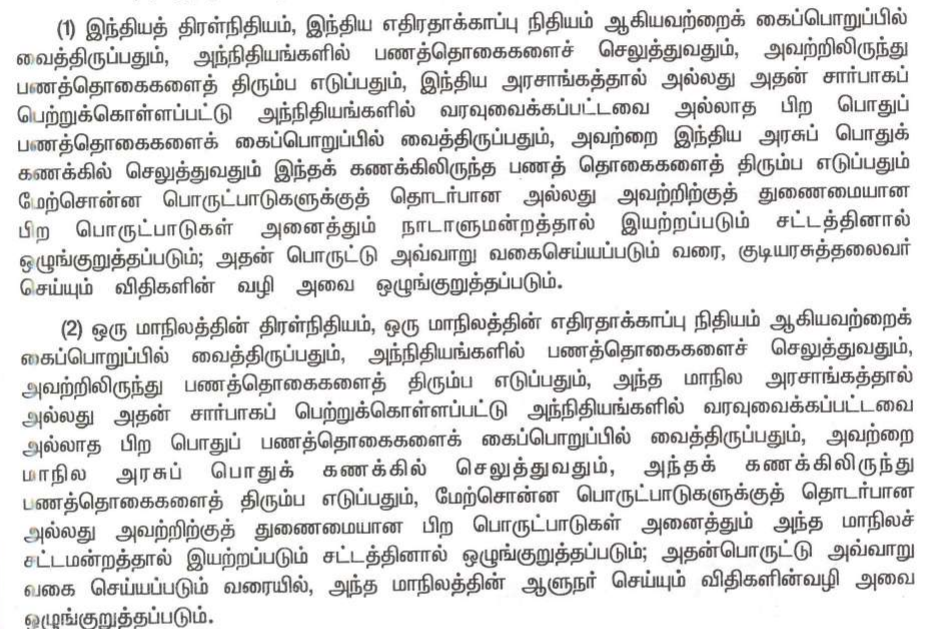 (1) இந்தியத் திரள்நிதியம், இந்திய எதிரதாக்காப்பு நிதியம் ஆகியவற்றைக் கைப்பொறுப்பில்
வைத்திருப்பதும், அந்நிதியங்களில் பணத்தொகைகளைச் செலுத்துவதும், அவற்றிலிருந்து
பணத்தொகைகளைத் திரும்ப எடுப்பதும், இந்திய அரசாங்கத்தால் அல்லது அதன் சார்பாகப்
பெற்றுக்கொள்ளப்பட்டு அந்நிதியங்களில் வரவுவைக்கப்பட்டவை அல்லாத பிற பொதுப்
பணத்தொகைகளைக் கைப்பொறுப்பில் வைத்திருப்பதும், அவற்றை இந்திய அரசுப் பொதுக்
கணக்கில் செலுத்துவதும் இந்தக் கணக்கிலிருந்த பணத் தொகைகளைத் திரும்ப எடுப்பதும்
மேற்சொன்ன பொருட்பாடுகளுக்குத் தொடர்பான அல்லது அவற்றிற்குத் துணைமையான
பிற பொருட்பாடுகள் அனைத்தும் நாடாளுமன்றத்தால் இயற்றப்படும் சட்டத்தினால்
ஒழுங்குறுத்தப்படும்; அதன் பொருட்டு அவ்வாறு வகைசெய்யப்படும் வரை, குடியரசுத்தலைவர்
செய்யும் விதிகளின் வழி அவை ஒழுங்குறுத்தப்படும்.
(2) ஒரு மாநிலத்தின் திரள்நிதியம், ஒரு மாநிலத்தின் எதிரதாக்காப்பு நிதியம் ஆகியவற்றைக்
கைப்பொறுப்பில் வைத்திருப்பதும், அந்நிதியங்களில் பணத்தொகைகளைச் செலுத்துவதும்,
அவற்றிலிருந்து பணத்தொகைகளைத் திரும்ப எடுப்பதும், அந்த மாநில அரசாங்கத்தால்
அல்லது அதன் சார்பாகப் பெற்றுக்கொள்ளப்பட்டு அந்நிதியங்களில் வரவுவைக்கப்பட்டவை
அல்லாத பிற பொதுப் பணத்தொகைகளைக் கைப்பொறுப்பில் வைத்திருப்பதும், அவற்றை
மாநில அரசுப் பொதுக் கணக்கில் செலுத்துவதும், அந்தக் கணக்கிலிருந்து
பணத்தொகைகளைத் திரும்ப எடுப்பதும், மேற்சொன்ன பொருட்பாடுகளுக்குத் தொடர்பான
அல்லது அவற்றிற்குத் துணைமையான பிற பொருட்பாடுகள் அனைத்தும் அந்த மாநிலச்
சட்டமன்றத்தால் இயற்றப்படும் சட்டத்தினால் ஒழுங்குறுத்தப்படும்; அதன்பொருட்டு அவ்வாறு
வகை செய்யப்படும் வரையில், அந்த மாநிலத்தின் ஆளுநர் செய்யும் விதிகளின்வழி அவை
ஒழுங்குறுத்தப்படும்.